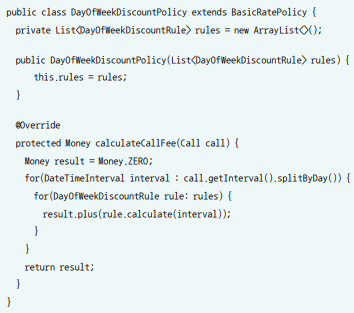 public class DayOfWeekDiscountPolicy extends BasicRatePolicy {
private List<DayOfWeekDiscountRule> rules = new ArrayList<>();
public DayOfWeekDiscountPolicy(List<DayOfWeekDiscountRule> rules) {
this.rules = rules;
}
@Override
protected Money calculateCallFee(Call call) {
Money result = Money.ZERO;
for(DateTimeInterval interval : call.getInterval().splitByDay()) {
for(DayOfWeekDiscountRule rule: rules) {
result.plus(rule.calculate(interval));
}
}
return result;
}
}